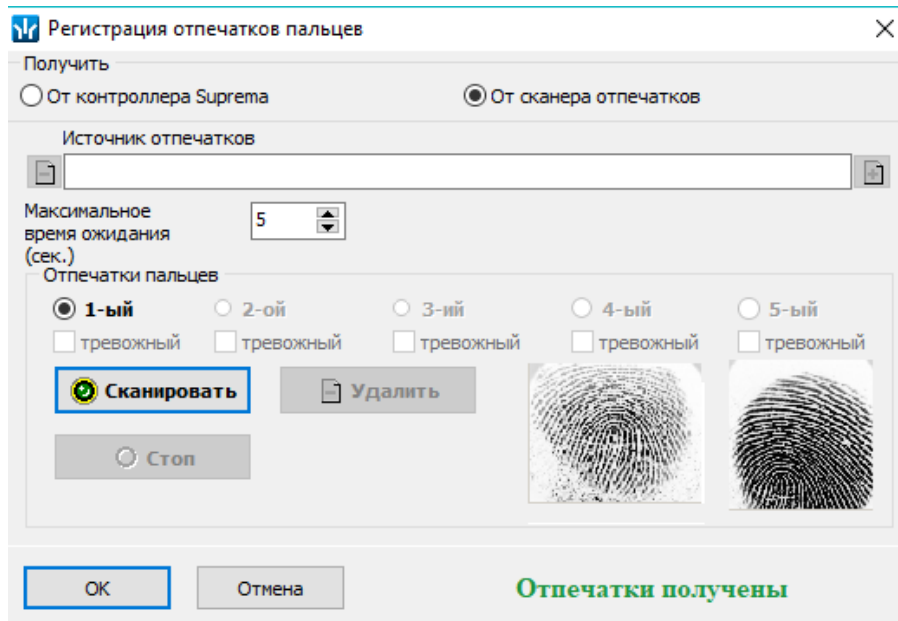 Регистрация отпечатков пальцев
Получить
От контроллера Suprema
От сканера отпечатков
Источник отпечатков
Максимальное
время ожидания
(сек.)
5
Отпечатки пальцев
1-ый 2-ой 3-ий 4-ый 5-ый
тревожный тревожный тревожный тревожный тревожный
Сканировать Удалить
Стоп
OK Отмена Отпечатки получены